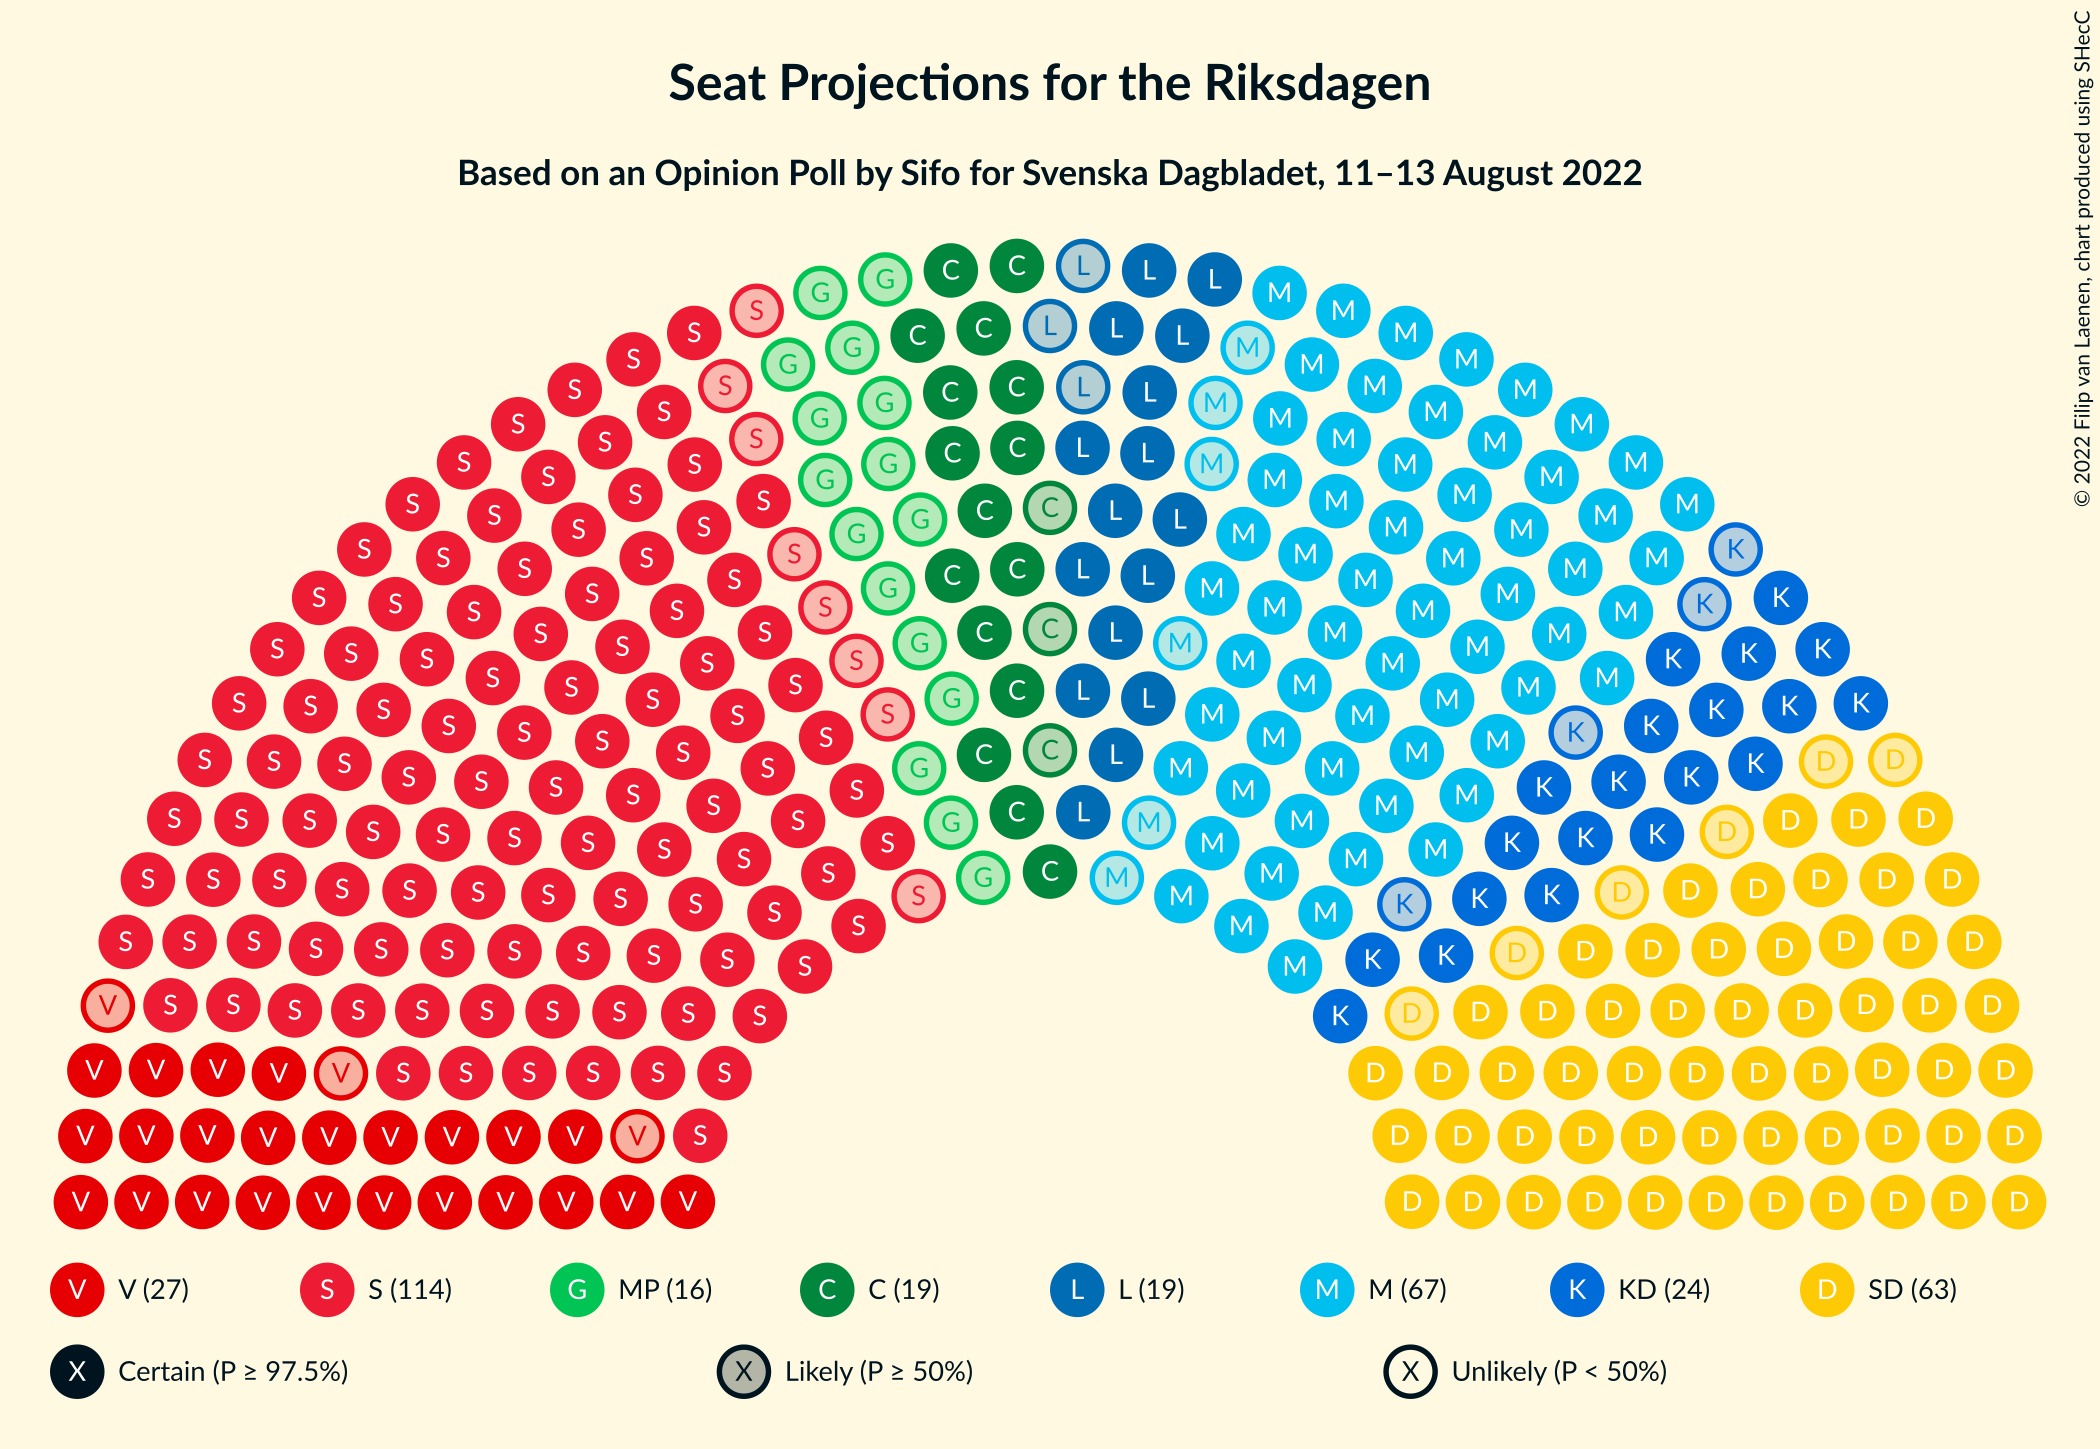 Seat Projections for the Riksdagen
Based on an Opinion Poll by Sifo for Svenska Dagbladet, 11–13 August 2022
© 2022 Filip van Laenen, chart produced using SHecC
V V (27) S S (114) G MP (16) C C (19) L L (19) M M (67) K KD (24) D SD (63)
X Certain (P ≥ 97.5%) X Likely (P ≥ 50%) X Unlikely (P < 50%)